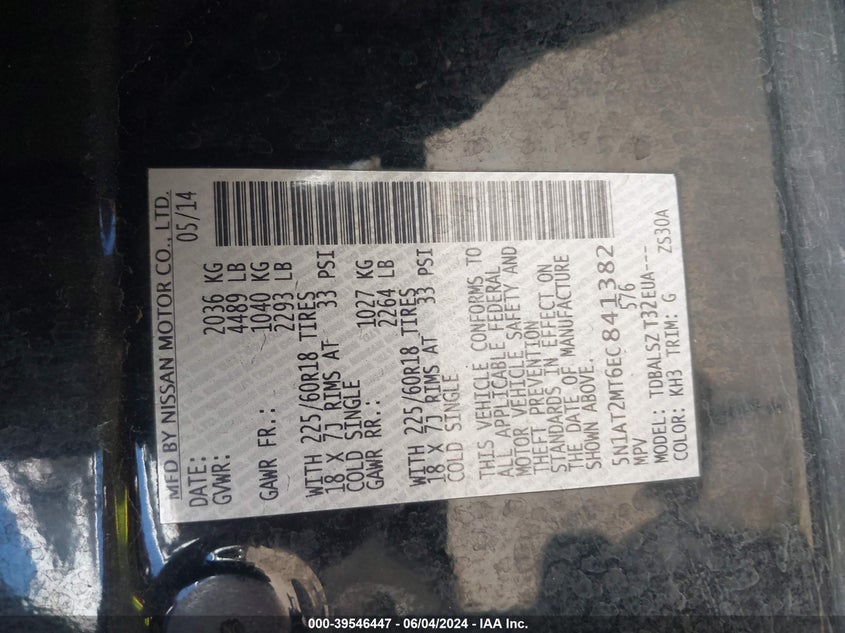 MFD BY NISSAN MOTOR CO., LTD.
DATE: 05/14
GVWR: 2036 KG
4489 LB
GAWR FR.: 1040 KG
2293 LB
WITH 225/60R18 TIRES
18 X 7J RIMS AT 33 PSI
COLD SINGLE
GAWR RR.: 1027 KG
2264 LB
WITH 225/60R18 TIRES
18 X 7J RIMS AT 33 PSI
COLD SINGLE
THIS VEHICLE CONFORMS TO
ALL APPLICABLE FEDERAL
MOTOR VEHICLE SAFETY AND
THEFT PREVENTION
STANDARDS IN EFFECT ON
THE DATE OF MANUFACTURE
SHOWN ABOVE.
5N1AT2MT6EC841382
MPV 576
MODEL: TDBALSZ T32EUA---
COLOR: KH3 TRIM: G ZS30A
000-39546447 - 06/04/2024 - IAA Inc.